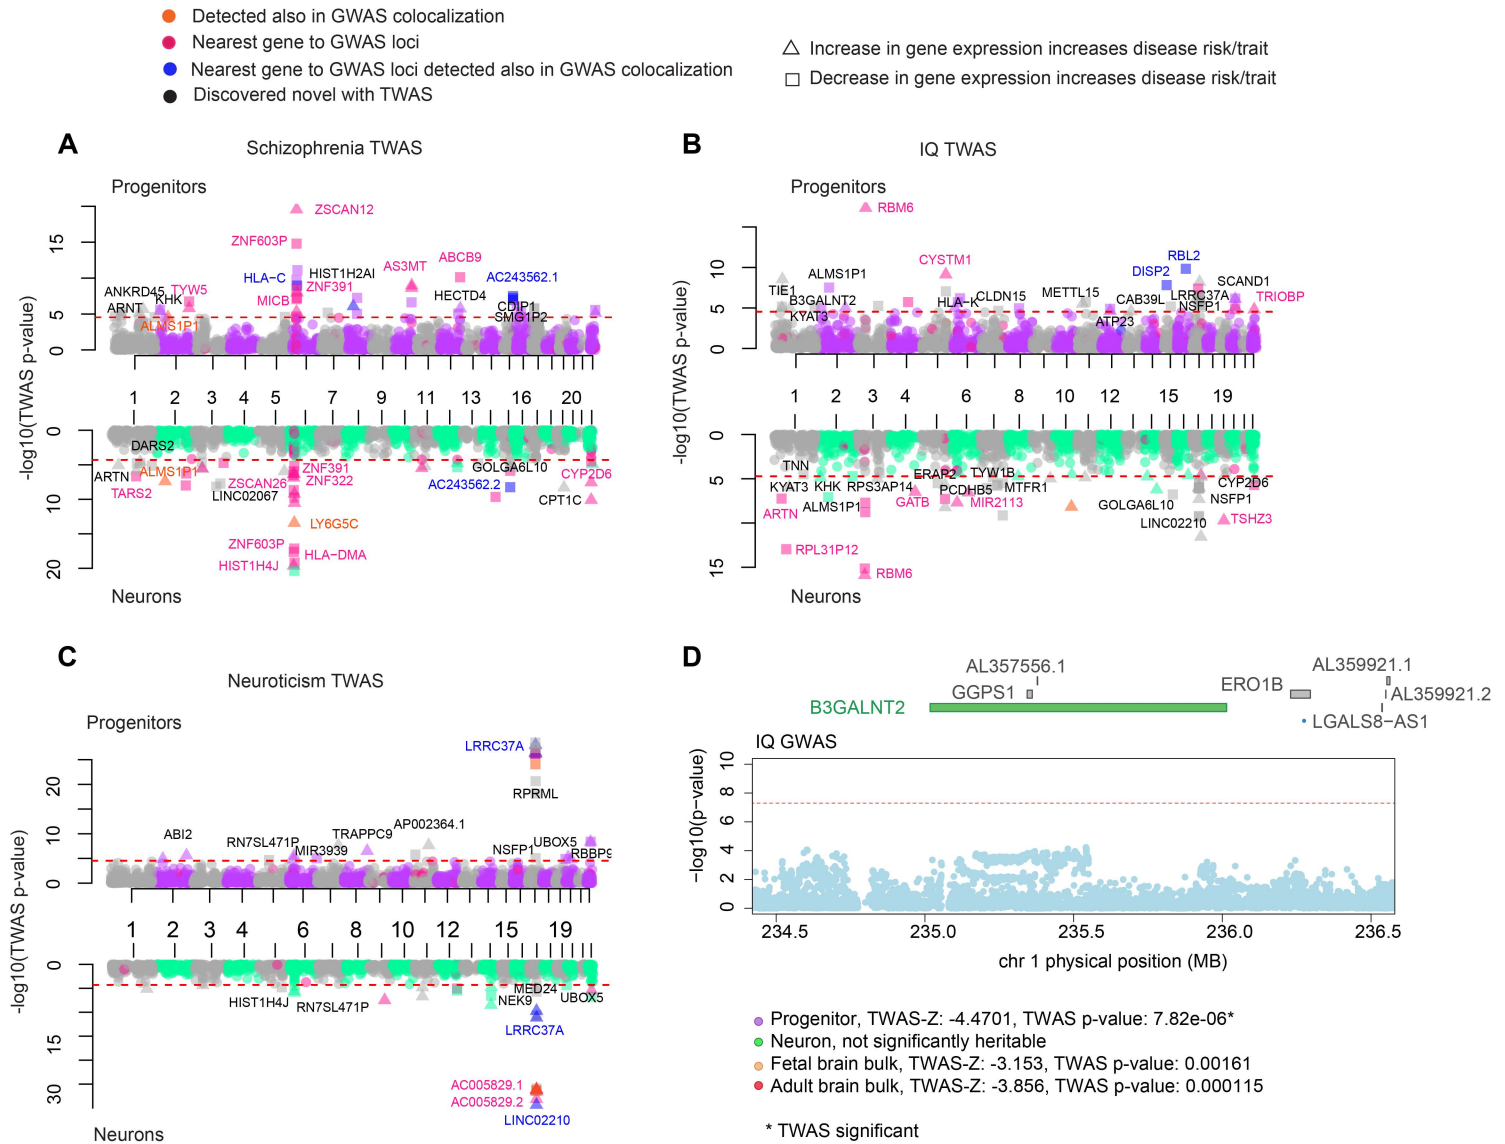 Detected also in GWAS colocalization
Nearest gene to GWAS loci
Nearest gene to GWAS loci detected also in GWAS colocalization
Discovered novel with TWAS
Increase in gene expression increases disease risk/trait
Decrease in gene expression increases disease risk/trait
A
Schizophrenia TWAS
Progenitors
-log10(TWAS p-value)
15
5
0
ZSCAN12
ZNF603P
HLA-C
HIST1H2AI
ZNF391
MICB
AS3MT
ABCB9
HECTD4
AC243562.1
CDIP1
SMG1P2
ANKRD45
ARNT
KHK
TYW5
ALMS1P1
1 2 3 4 5 7 9 11 13 16 20
0
10
20
DARS2
ALMS1P1
ARTN
TARS2
LINC02067
ZSCAN26
ZNF391
ZNF322
LY6G5C
ZNF603P
HLA-DMA
HIST1H4J
GOLGA6L10
AC243562.2
CYP2D6
CPT1C
Neurons
B
IQ TWAS
Progenitors
-log10(TWAS p-value)
10
5
0
RBM6
CYSTM1
ALMS1P1
TIE1
B3GALNT2
KYAT3
HLA-K
CLDN15
METTL15
RBL2
DISP2
CAB39L
ATP23
LRRC37A
NSFP1
SCAND1
TRIOBP
1 2 3 4 6 8 10 12 15 19
0
5
15
TNN
KYAT3
KHK
RPS3AP14
ALMS1P1
ARTN
RPL31P12
RBM6
ERAP2
TYW1B
PCDHB5
MTFR1
GATB
MIR2113
GOLGA6L10
LINC02210
CYP2D6
NSFP1
TSHZ3
Neurons
C
Neuroticism TWAS
Progenitors
-log10(TWAS p-value)
20
10
0
LRRC37A
RPRML
ABI2
RN7SL471P
MIR3939
TRAPPC9
AP002364.1
NSFP1
UBOX5
RBBP9
1 2 3 4 6 8 10 12 15 19
0
15
30
HIST1H4J
RN7SL471P
MED24
NEK9
UBOX5
LRRC37A
AC005829.1
AC005829.2
LINC02210
Neurons
D
AL357556.1
GGPS1
B3GALNT2
ERO1B
AL359921.1
AL359921.2
LGALS8-AS1
IQ GWAS
-log10(p-value)
10
8
6
4
2
0
234.5 235.0 235.5 236.0 236.5
chr 1 physical position (MB)
Progenitor, TWAS-Z: -4.4701, TWAS p-value: 7.82e-06*
Neuron, not significantly heritable
Fetal brain bulk, TWAS-Z: -3.153, TWAS p-value: 0.00161
Adult brain bulk, TWAS-Z: -3.856, TWAS p-value: 0.000115
* TWAS significant